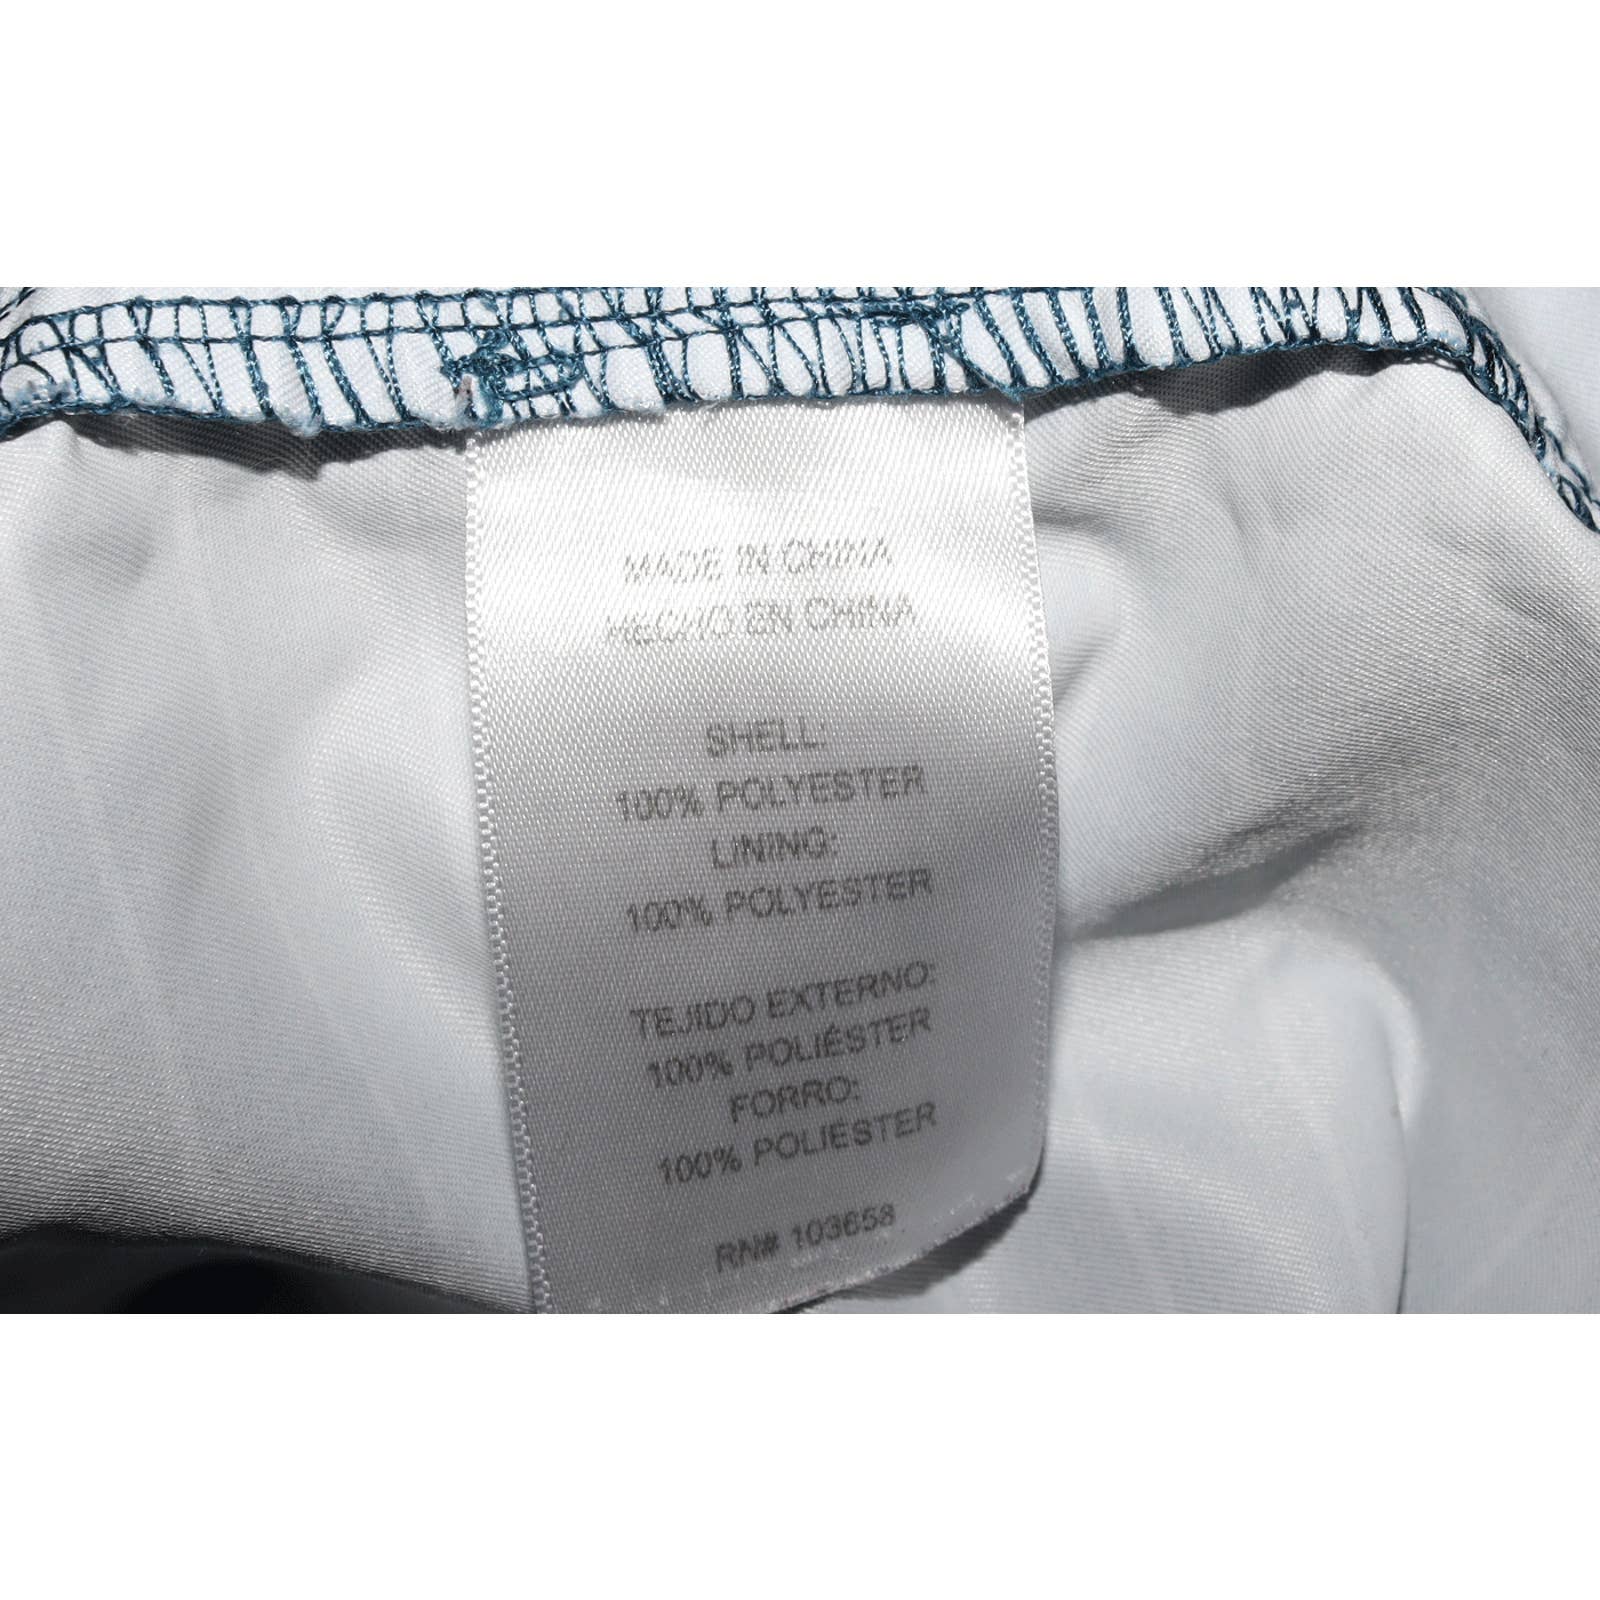 MADE IN CHINA
HECHO EN CHINA
SHELL:
100% POLYESTER
LINING:
100% POLYESTER
TEJIDO EXTERNO:
100% POLIÉSTER
FORRO:
100% POLIESTER
RN# 103658